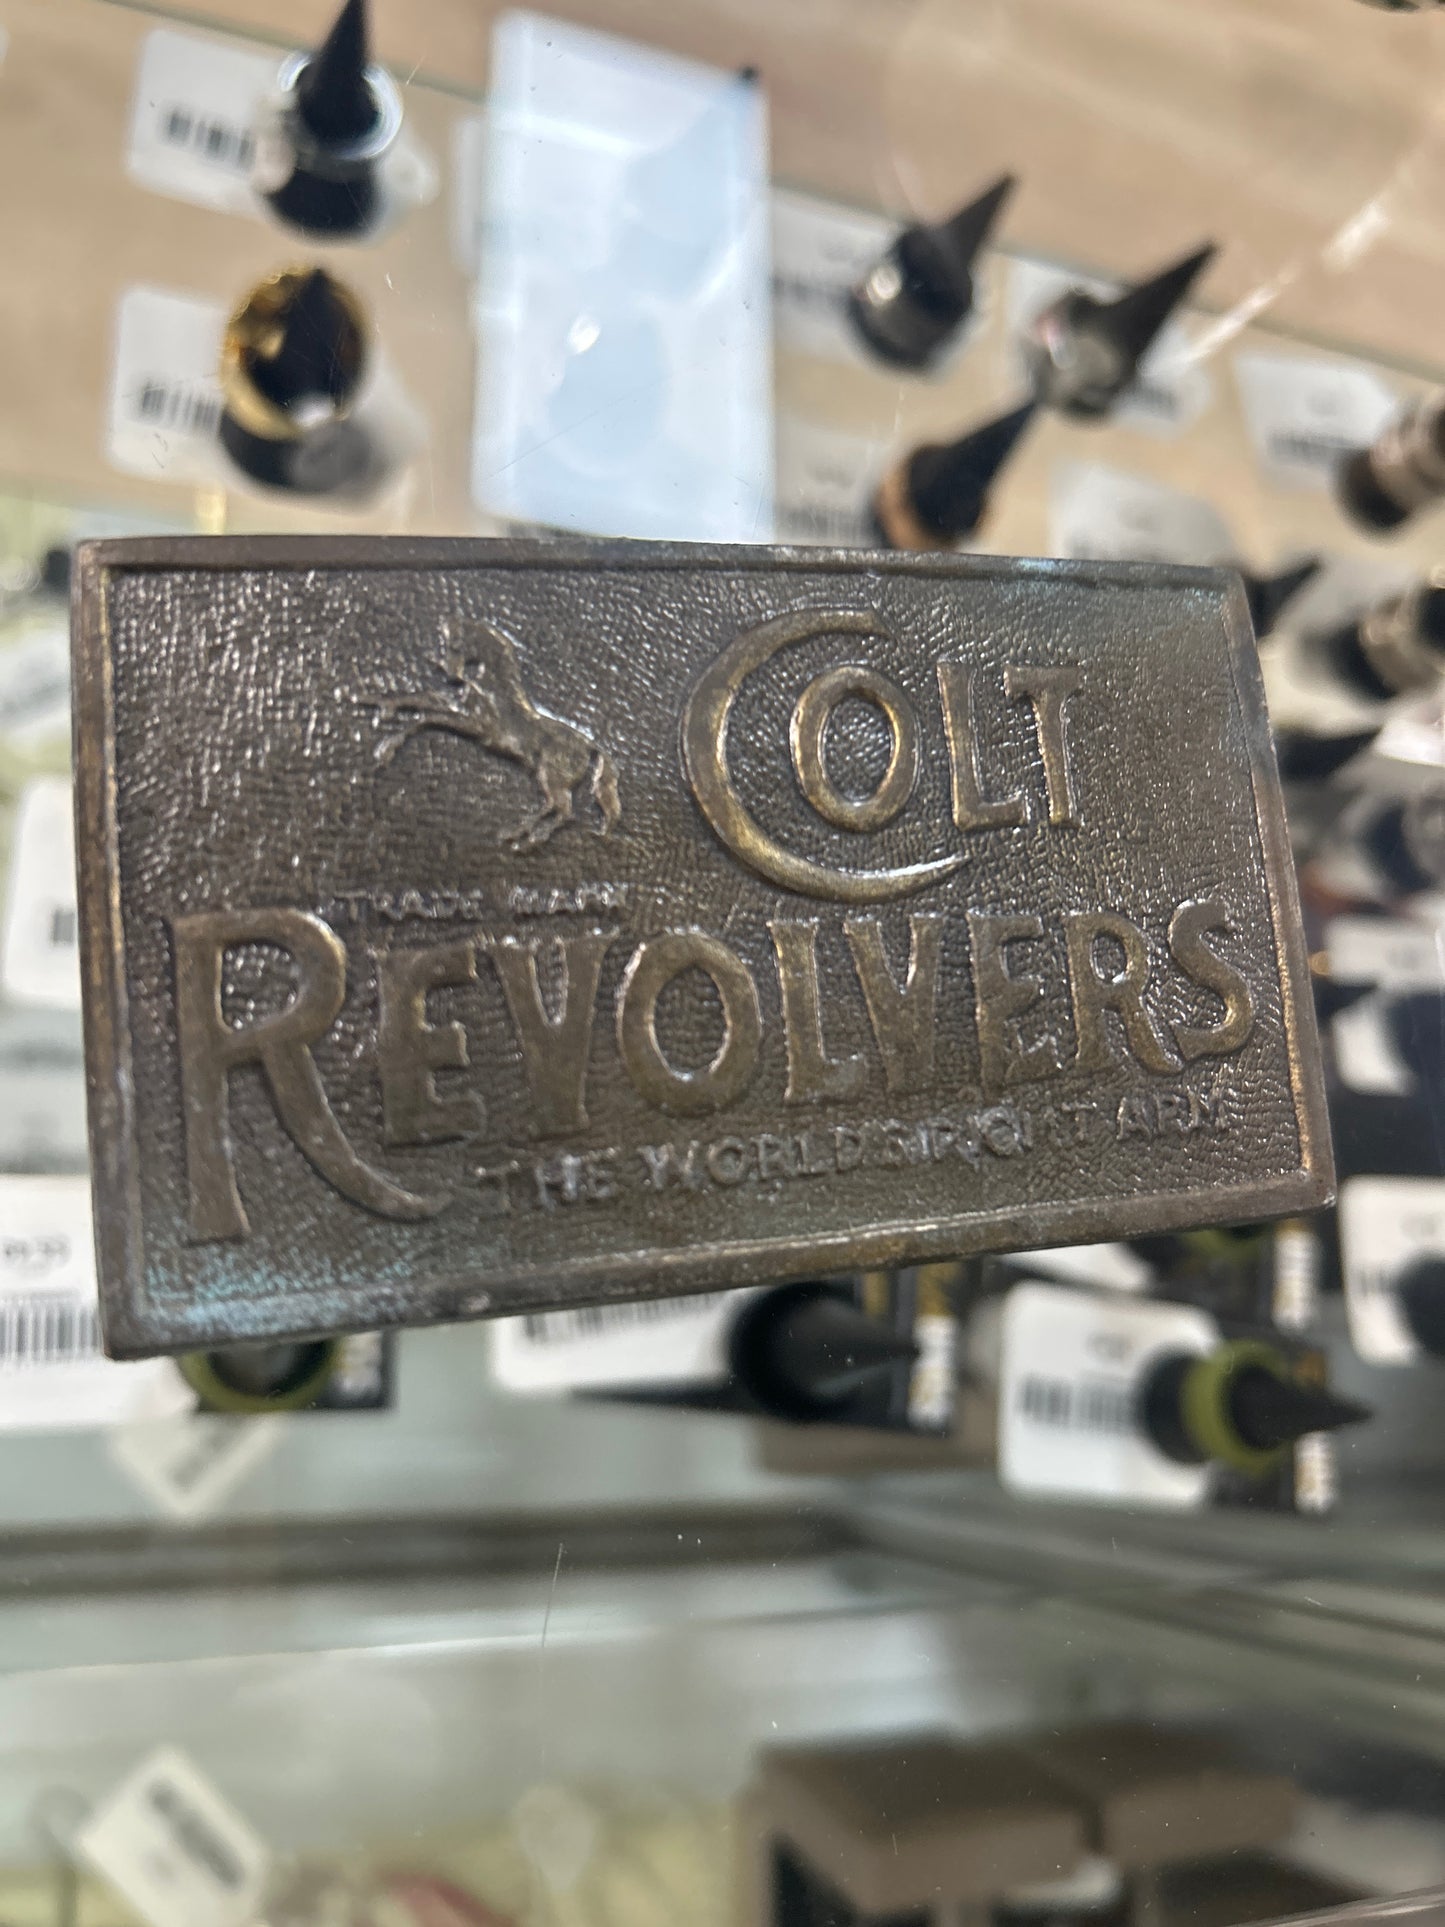 COLT
TRADE MARK
REVOLVERS
THE WORLD'S RIGHT ARM